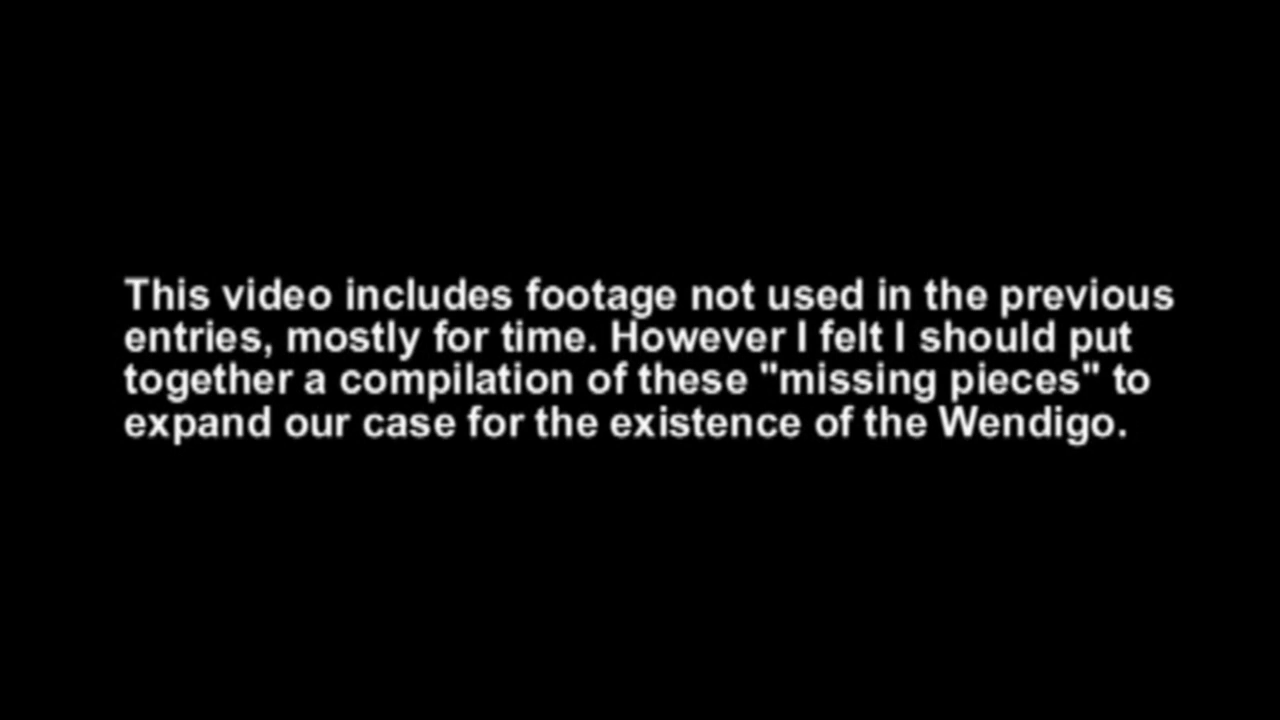 This video includes footage not used in the previous
entries, mostly for time. However I felt I should put
together a compilation of these "missing pieces" to
expand our case for the existence of the Wendigo.